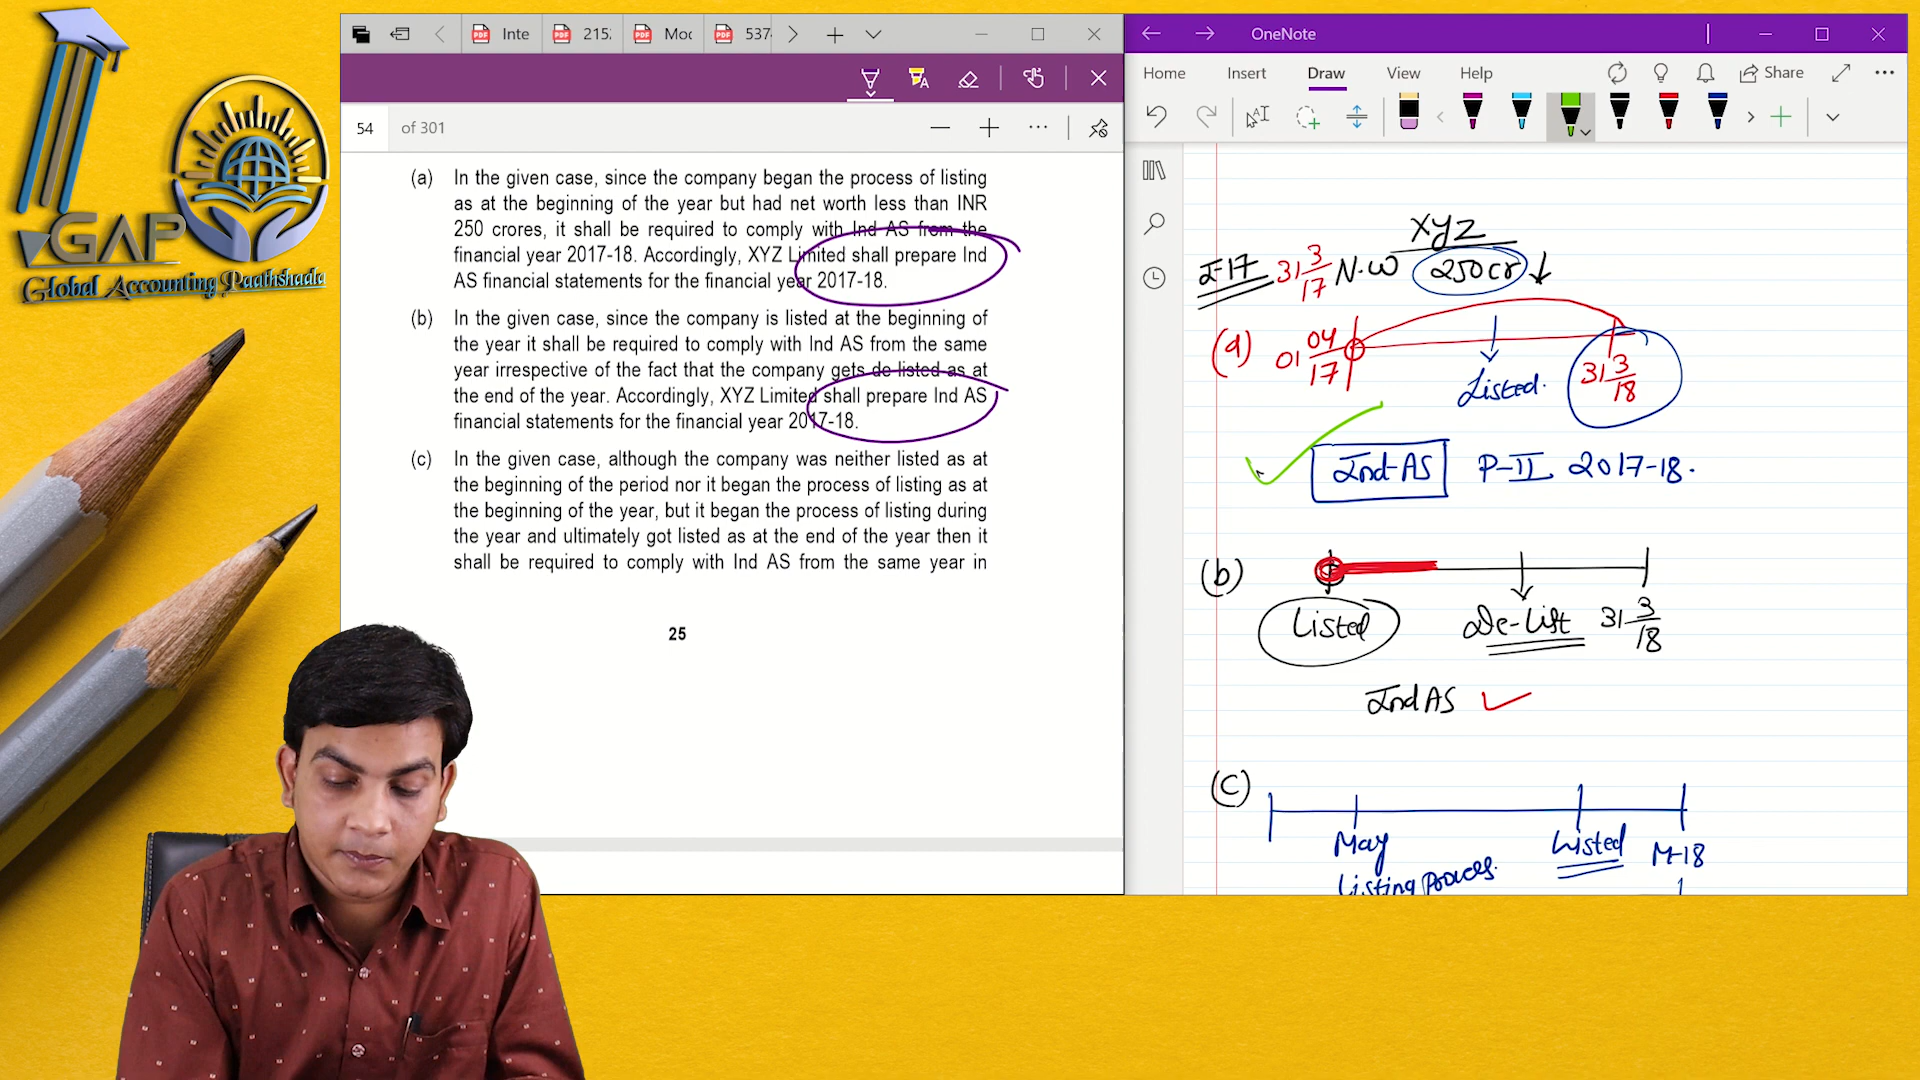 GAP
Global Accounting Paathshaala
Inte
215:
Moc
537
54 of 301
(a) In the given case, since the company began the process of listing
as at the beginning of the year but had net worth less than INR
250 crores, it shall be required to comply with Ind AS from the
financial year 2017-18. Accordingly, XYZ Limited shall prepare Ind
AS financial statements for the financial year 2017-18.
(b) In the given case, since the company is listed at the beginning of
the year it shall be required to comply with Ind AS from the same
year irrespective of the fact that the company gets de-listed as at
the end of the year. Accordingly, XYZ Limited shall prepare Ind AS
financial statements for the financial year 2017-18.
(c) In the given case, although the company was neither listed as at
the beginning of the period nor it began the process of listing as at
the beginning of the year, but it began the process of listing during
the year and ultimately got listed as at the end of the year then it
shall be required to comply with Ind AS from the same year in
25
OneNote
Home Insert Draw View Help Share
XYZ
31 3/17 N.W 250cr ↓
(a) 01 04/17 Listed. 31 3/18
Ind-AS P-II 2017-18.
(b)
Listed De-list 31 3/18
Ind AS ✓
(C)
May Listed M-18
Listing Process.